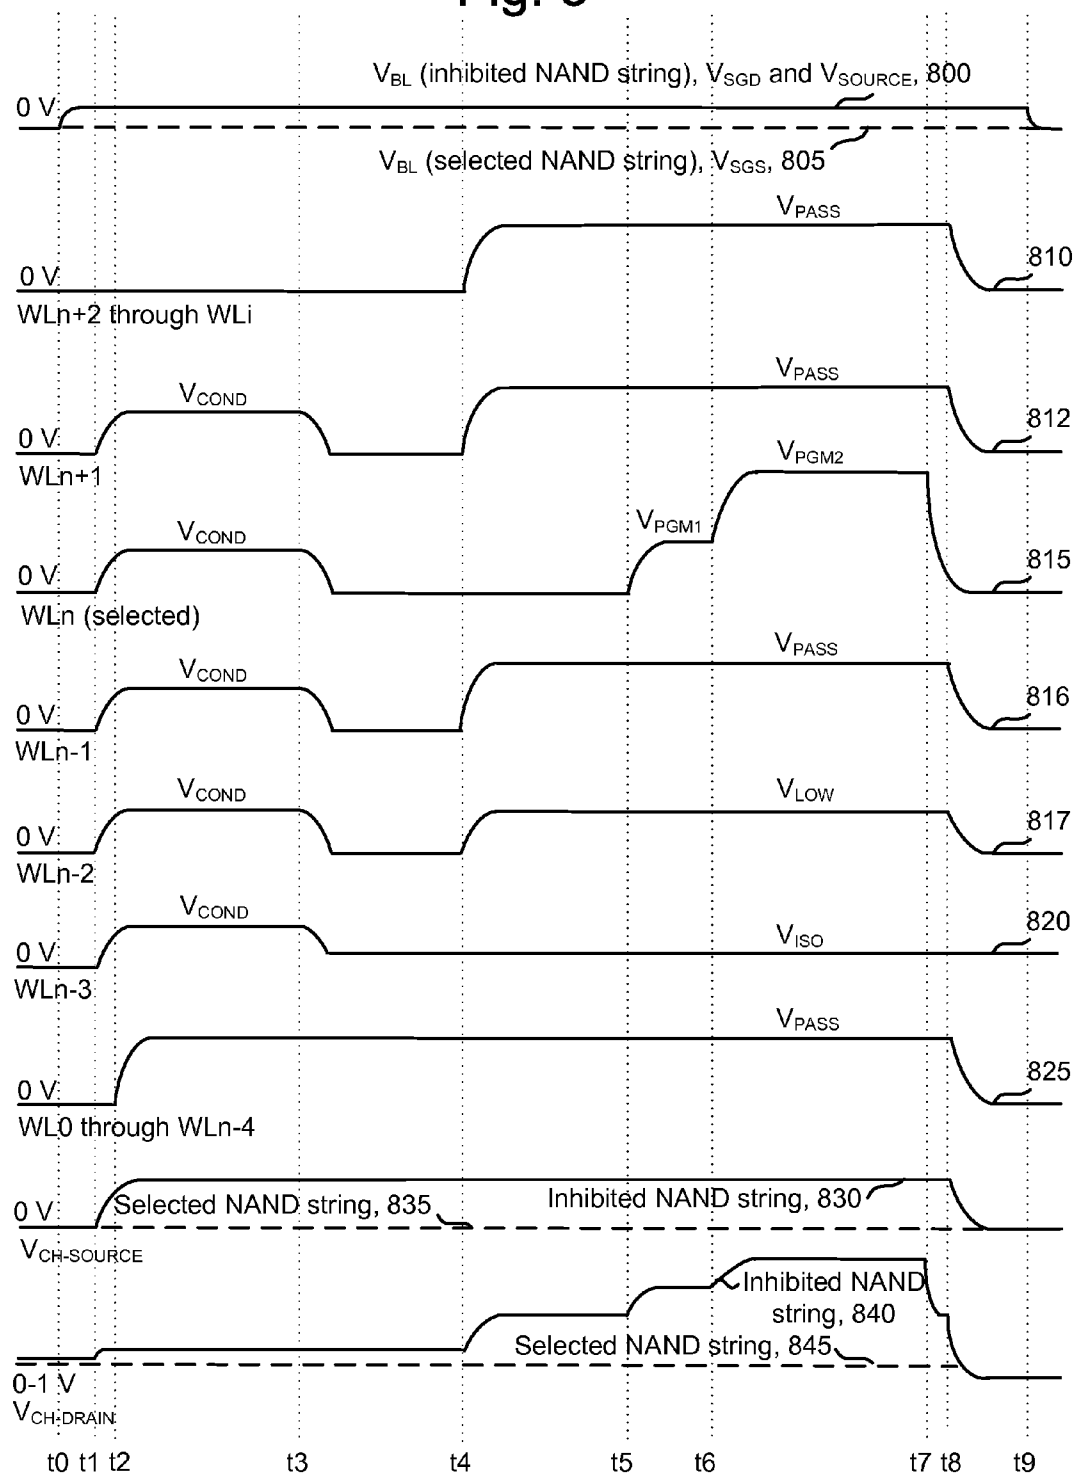 V_BL (inhibited NAND string), V_SGD and V_SOURCE, 800
0 V
V_BL (selected NAND string), V_SGS, 805
V_PASS
810
0 V
WLn+2 through WLi
V_PASS
V_COND
812
0 V
WLn+1
V_PGM2
V_PGM1
V_COND
815
0 V
WLn (selected)
V_PASS
V_COND
816
0 V
WLn-1
V_COND
V_LOW
817
0 V
WLn-2
V_COND
820
V_ISO
0 V
WLn-3
V_PASS
825
0 V
WL0 through WLn-4
Selected NAND string, 835
Inhibited NAND string, 830
0 V
V_CH-SOURCE
Inhibited NAND
string, 840
Selected NAND string, 845
0-1 V
V_CH-DRAIN
t0 t1 t2 t3 t4 t5 t6 t7 t8 t9